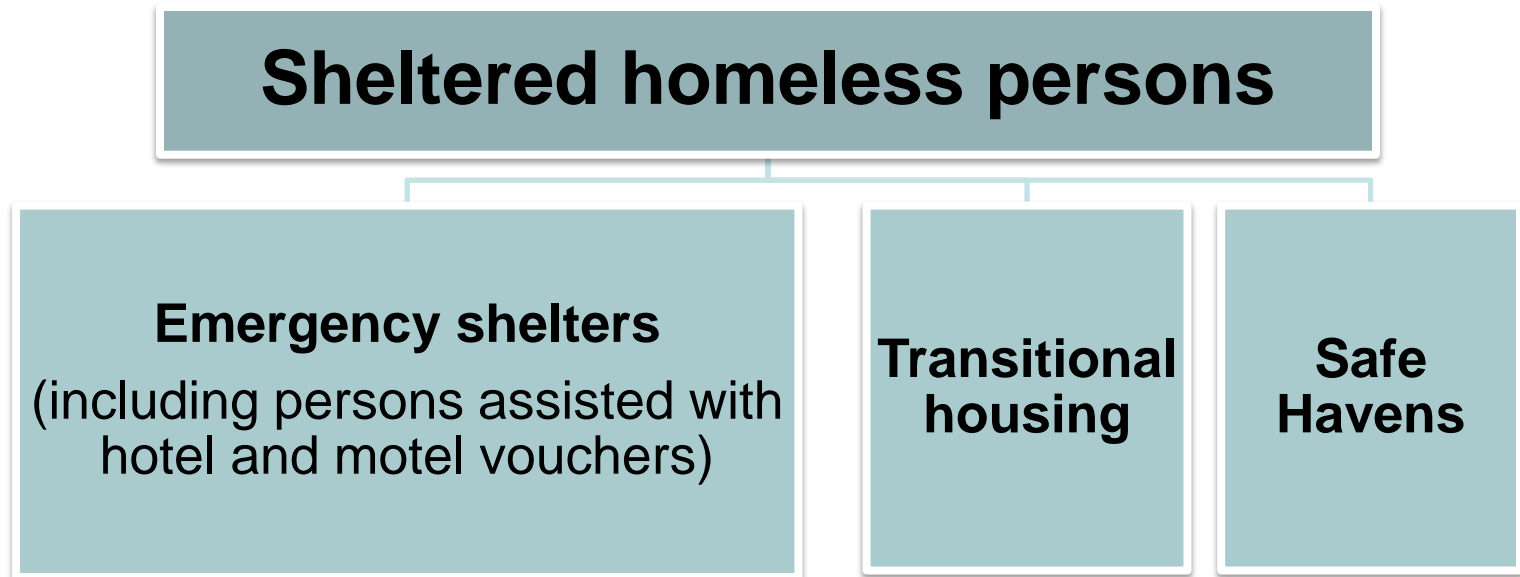 Sheltered homeless persons
Emergency shelters
(including persons assisted with
hotel and motel vouchers)
Transitional
housing
Safe
Havens